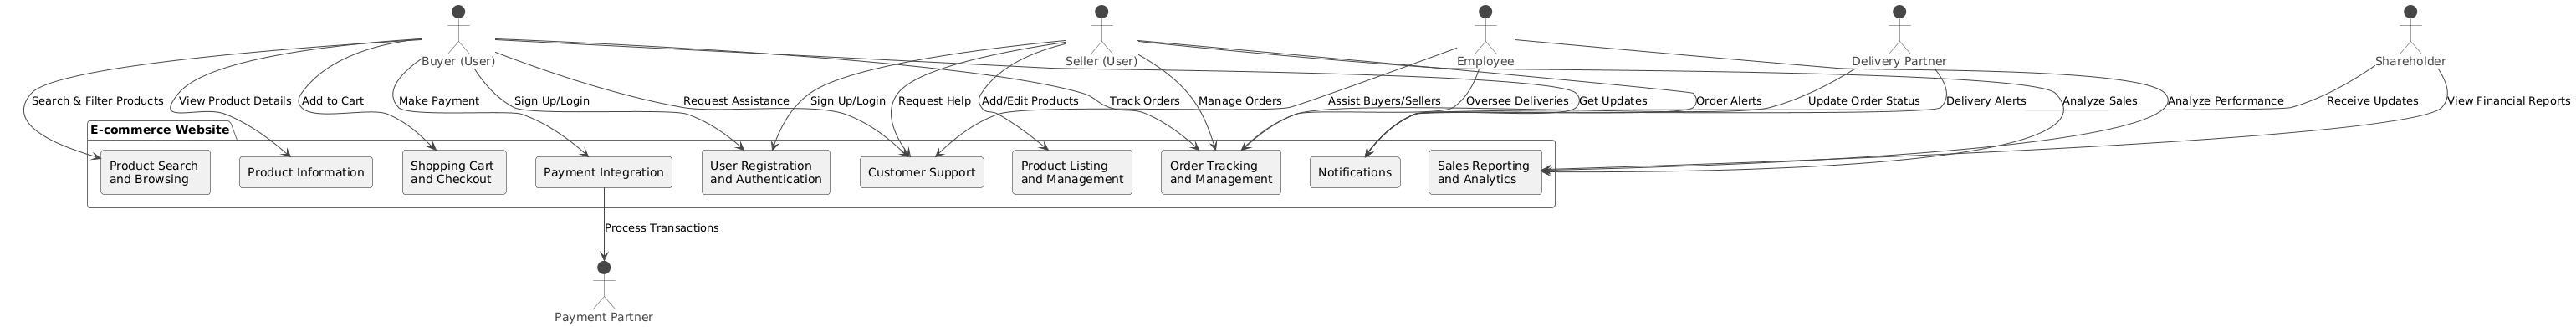 Buyer (User)
Seller (User)
Employee
Delivery Partner
Shareholder
Search & Filter Products
View Product Details
Add to Cart
Make Payment
Sign Up/Login
Request Assistance
Sign Up/Login
Request Help
Add/Edit Products
Track Orders
Manage Orders
Assist Buyers/Sellers
Oversee Deliveries
Get Updates
Order Alerts
Update Order Status
Delivery Alerts
Analyze Sales
Analyze Performance
Receive Updates
View Financial Reports
E-commerce Website
Product Search
and Browsing
Product Information
Shopping Cart
and Checkout
Payment Integration
User Registration
and Authentication
Customer Support
Product Listing
and Management
Order Tracking
and Management
Notifications
Sales Reporting
and Analytics
Process Transactions
Payment Partner